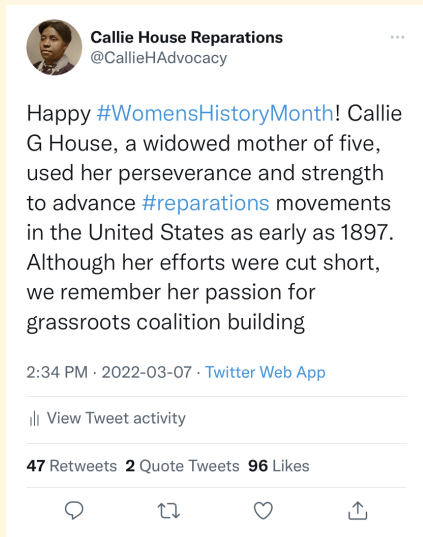 Callie House Reparations
@CallieHAdvocacy
Happy #WomensHistoryMonth! Callie
G House, a widowed mother of five,
used her perseverance and strength
to advance #reparations movements
in the United States as early as 1897.
Although her efforts were cut short,
we remember her passion for
grassroots coalition building
2:34 PM · 2022-03-07 · Twitter Web App
View Tweet activity
47 Retweets 2 Quote Tweets 96 Likes